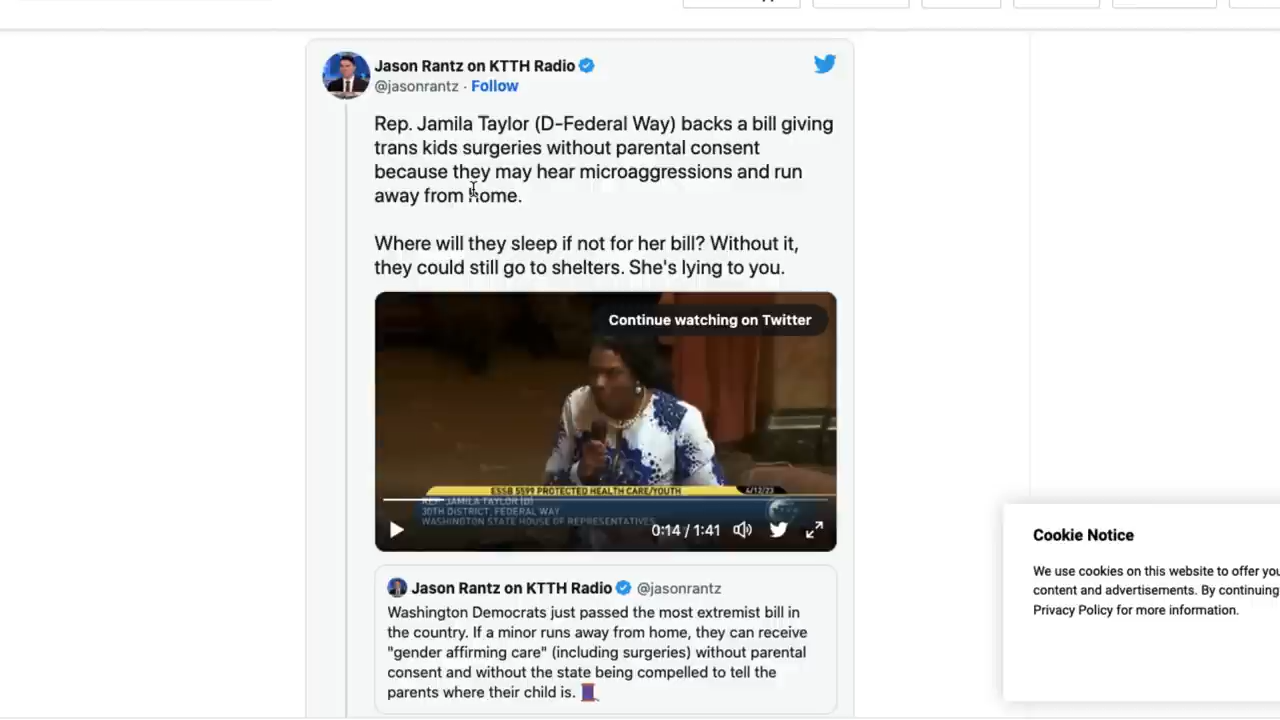 Jason Rantz on KTTH Radio
@jasonrantz · Follow
Rep. Jamila Taylor (D-Federal Way) backs a bill giving
trans kids surgeries without parental consent
because they may hear microaggressions and run
away from home.
Where will they sleep if not for her bill? Without it,
they could still go to shelters. She's lying to you.
Continue watching on Twitter
ESSB 5599 PROTECTED HEALTH CARE/YOUTH
4/12/23
REP. JAMILA TAYLOR (D)
30TH DISTRICT, FEDERAL WAY
WASHINGTON STATE HOUSE OF REPRESENTATIVES
0:14 / 1:41
Jason Rantz on KTTH Radio @jasonrantz
Washington Democrats just passed the most extremist bill in
the country. If a minor runs away from home, they can receive
"gender affirming care" (including surgeries) without parental
consent and without the state being compelled to tell the
parents where their child is. 🧵
Cookie Notice
We use cookies on this website to offer you
content and advertisements. By continuing
Privacy Policy for more information.